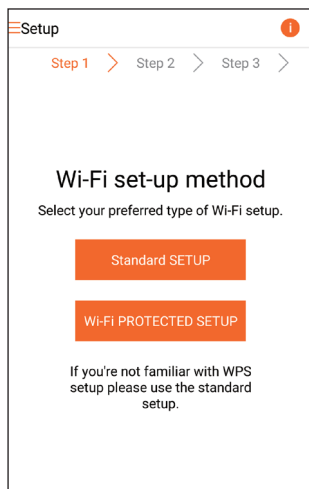 Setup
Step 1 Step 2 Step 3
Wi-Fi set-up method
Select your preferred type of Wi-Fi setup.
Standard SETUP
Wi-Fi PROTECTED SETUP
If you're not familiar with WPS
setup please use the standard
setup.